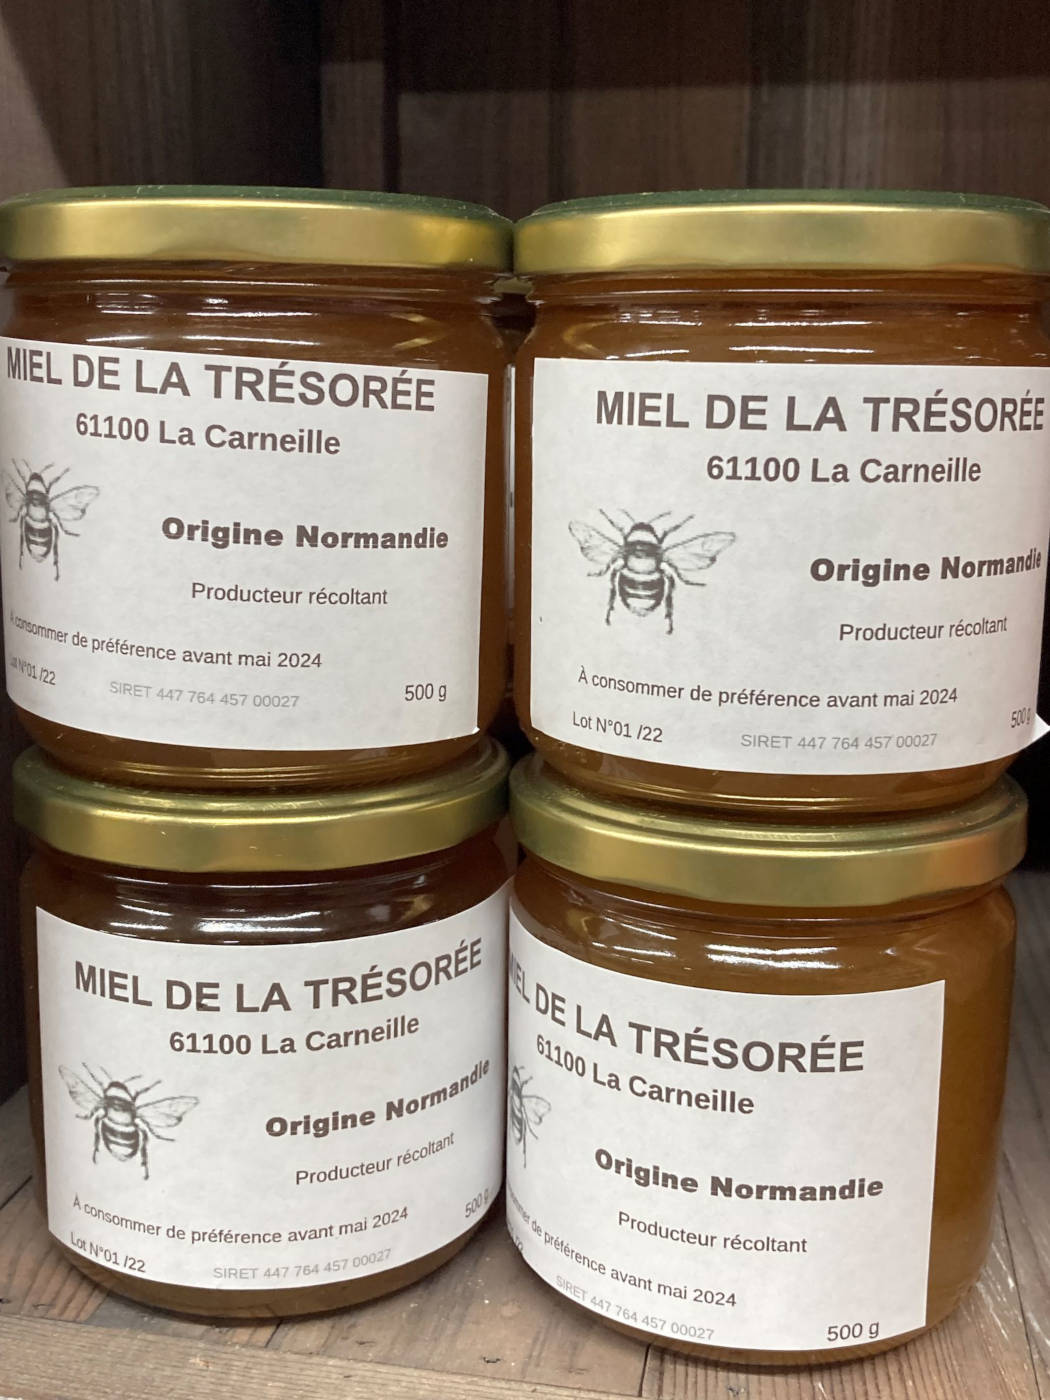 MIEL DE LA TRÉSORÉE
61100 La Carneille
Origine Normandie
Producteur récoltant
À consommer de préférence avant mai 2024
Lot N°01 /22
SIRET 447 764 457 00027
500 g
MIEL DE LA TRÉSORÉE
61100 La Carneille
Origine Normandie
Producteur récoltant
À consommer de préférence avant mai 2024
Lot N°01 /22
SIRET 447 764 457 00027
500 g
MIEL DE LA TRÉSORÉE
61100 La Carneille
Origine Normandie
Producteur récoltant
À consommer de préférence avant mai 2024
500 g
Lot N°01 /22
SIRET 447 764 457 00027
DE LA TRÉSORÉE
61100 La Carneille
Origine Normandie
Producteur récoltant
de préférence avant mai 2024
SIRET 447 764 457 00027
500 g